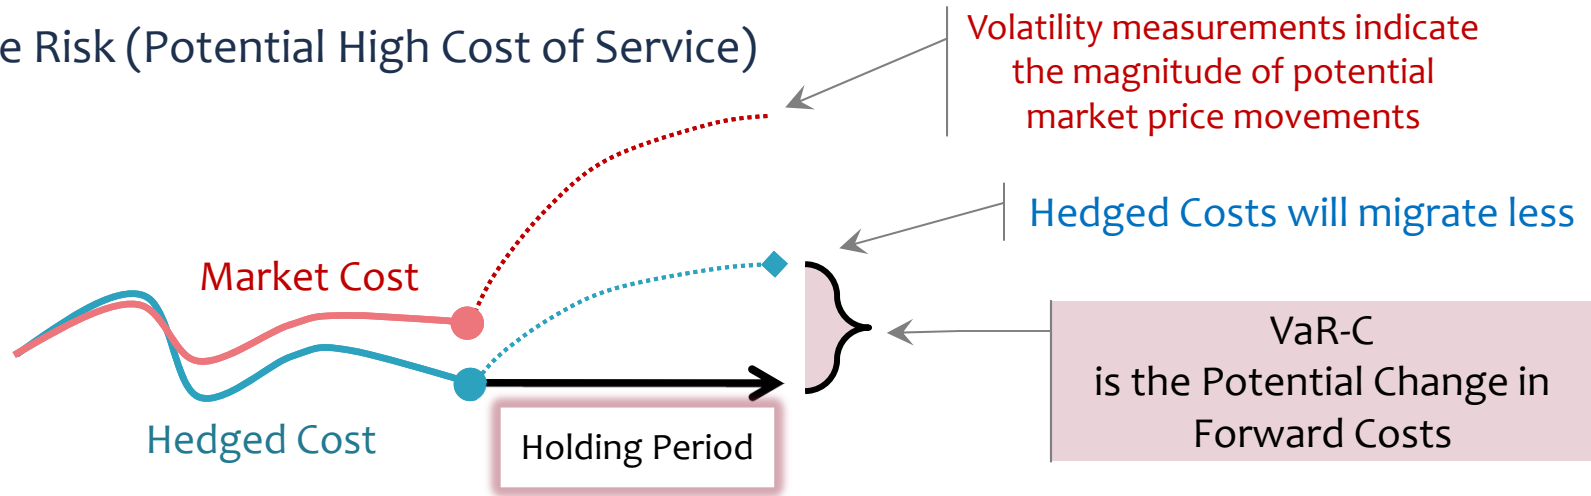 e Risk (Potential High Cost of Service)
Volatility measurements indicate
the magnitude of potential
market price movements
Hedged Costs will migrate less
Market Cost
VaR-C
is the Potential Change in
Forward Costs
Hedged Cost
Holding Period